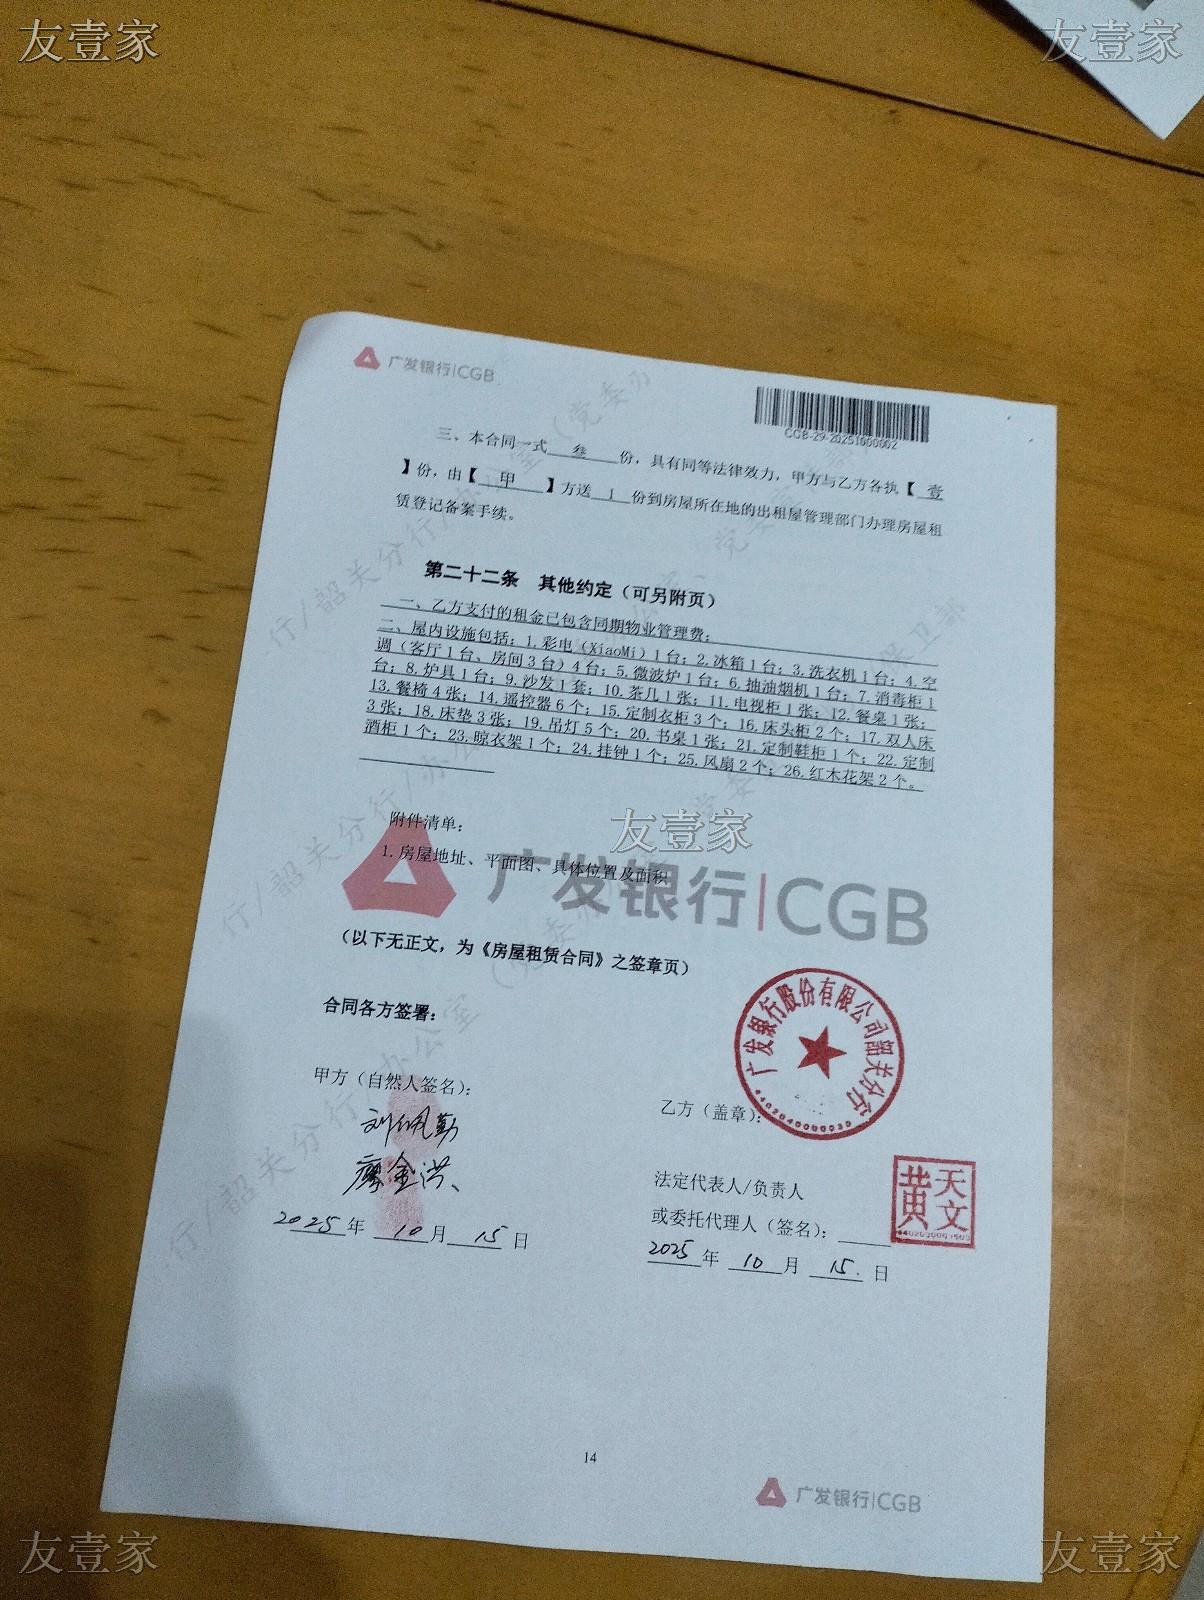 友壹家
友壹家
广发银行|CGB
CGB-29-20251000002
三、本合同一式 叁 份，具有同等法律效力，甲方与乙方各执【 壹
】份，由【 甲 】方送 1 份到房屋所在地的出租屋管理部门办理房屋租
赁登记备案手续。
第二十二条 其他约定（可另附页）
一、乙方支付的租金已包含同期物业管理费；
二、屋内设施包括：1.彩电（XiaoMi）1台；2.冰箱1台；3.洗衣机1台；4.空
调（客厅1台、房间3台）4台；5.微波炉1台；6.抽油烟机1台；7.消毒柜1
台；8.炉具1台；9.沙发1套；10.茶几1张；11.电视柜1张；12.餐桌1张；
13.餐椅4张；14.遥控器6个；15.定制衣柜3个；16.床头柜2个；17.双人床
3张；18.床垫3张；19.吊灯5个；20.书桌1张；21.定制鞋柜1个；22.定制
酒柜1个；23.晾衣架1个；24.挂钟1个；25.风扇2个；26.红木花架2个。
附件清单：
友壹家
1.房屋地址、平面图、具体位置及面积
广发银行|CGB
（以下无正文，为《房屋租赁合同》之签章页）
合同各方签署：
广发银行股份有限公司韶关分行
甲方（自然人签名）：
乙方（盖章）：
刘佩勤
廖金洪、
法定代表人/负责人
黄天文
或委托代理人（签名）：
2025年 10月 15日
2025年 10月 15.日
14
广发银行|CGB
友壹家
友壹家